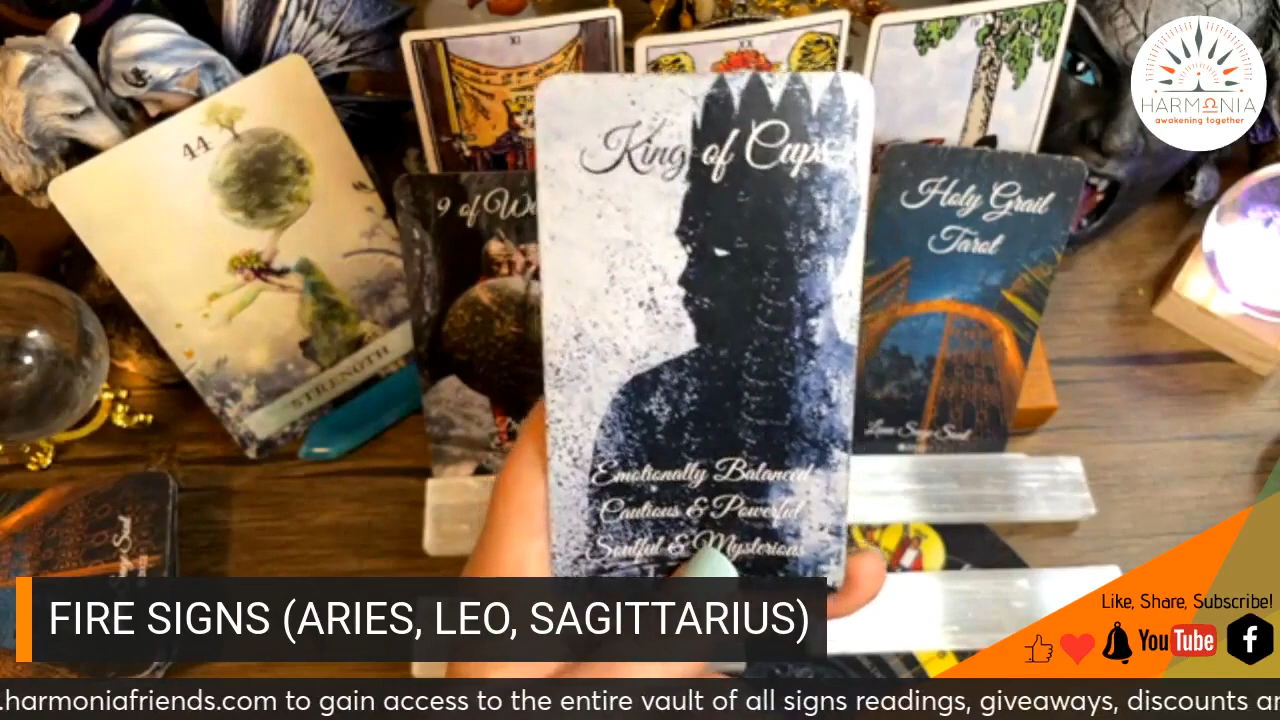 XI
XX
HARMONIA
awakening together
44
King of Cups
Holy Grail
Tarot
9 of
STRENGTH
Emotionally Balanced
Cautious & Powerful
Soulful & Mysterious
FIRE SIGNS (ARIES, LEO, SAGITTARIUS)
Like, Share, Subscribe!
YouTube
f
.harmoniafriends.com to gain access to the entire vault of all signs readings, giveaways, discounts